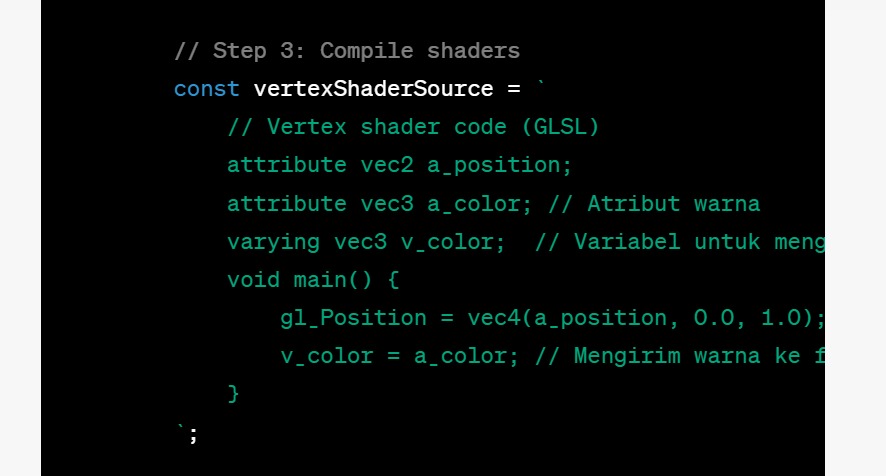 // Step 3: Compile shaders
const vertexShaderSource = `
// Vertex shader code (GLSL)
attribute vec2 a_position;
attribute vec3 a_color; // Atribut warna
varying vec3 v_color;  // Variabel untuk meng
void main() {
gl_Position = vec4(a_position, 0.0, 1.0);
v_color = a_color; // Mengirim warna ke f
}
`;